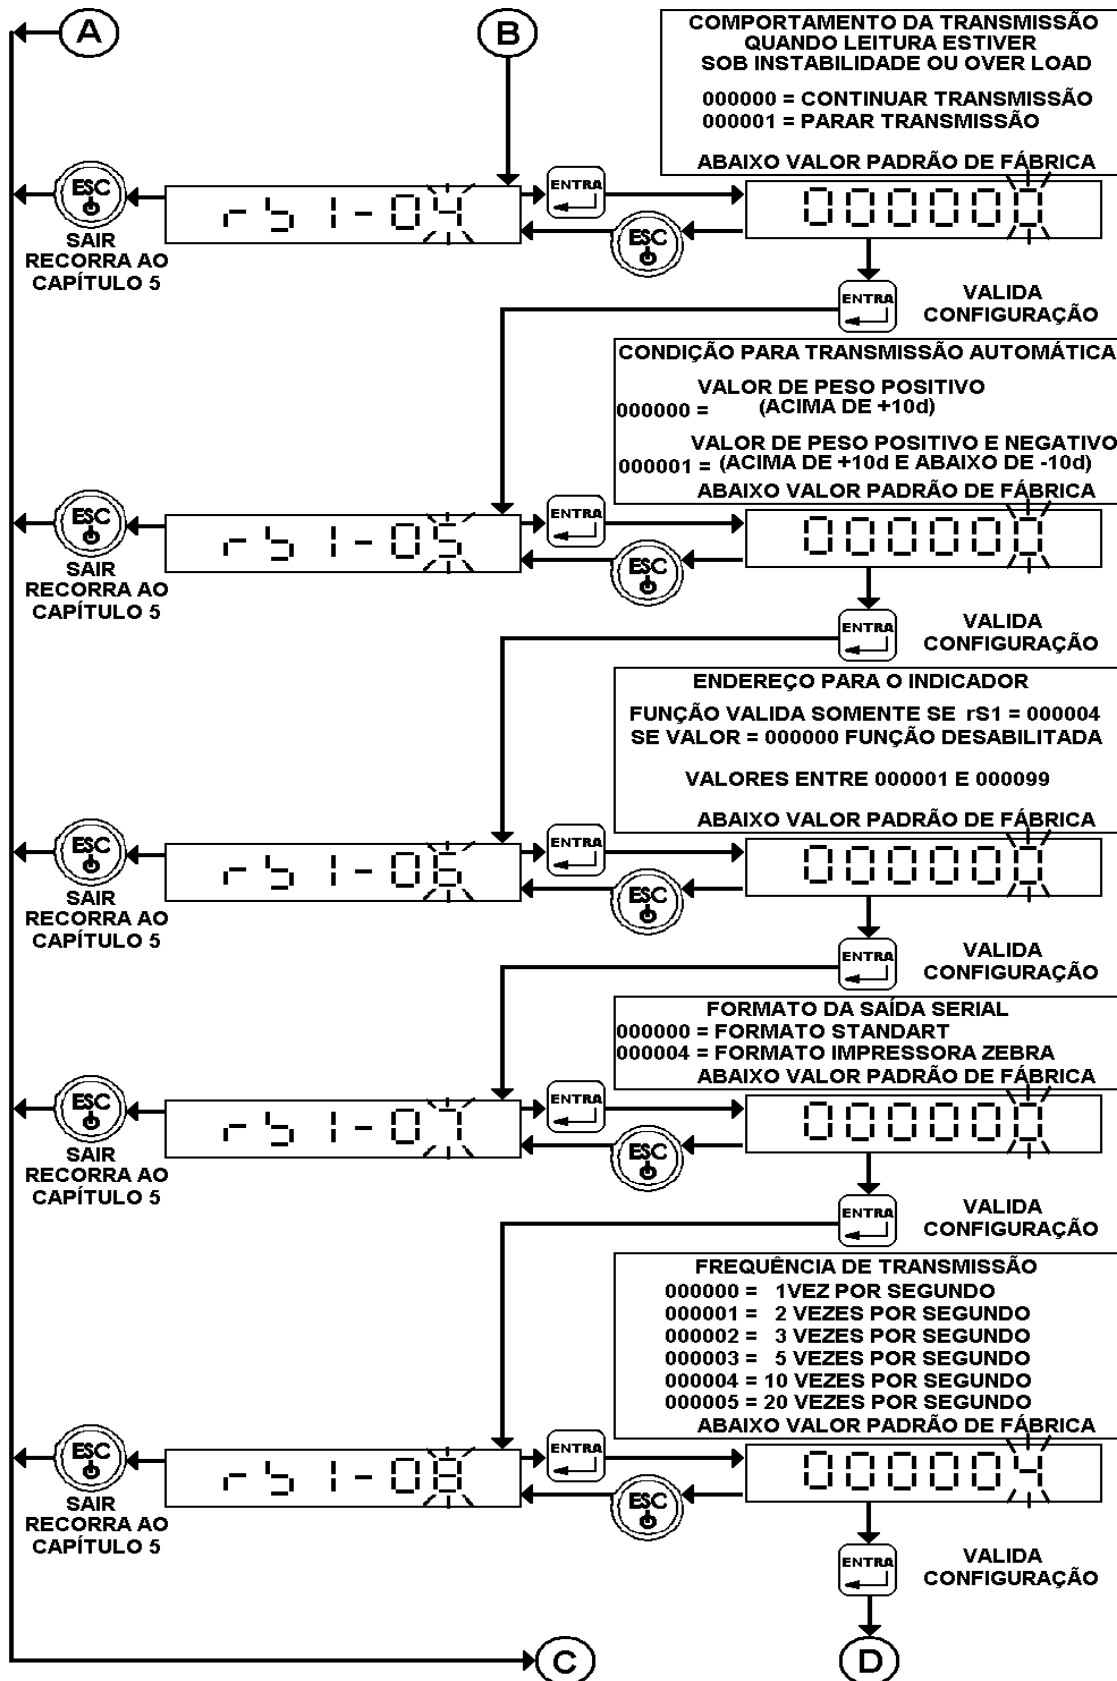 A
B
COMPORTAMENTO DA TRANSMISSÃO
QUANDO LEITURA ESTIVER
SOB INSTABILIDADE OU OVER LOAD
000000 = CONTINUAR TRANSMISSÃO
000001 = PARAR TRANSMISSÃO
ABAIXO VALOR PADRÃO DE FÁBRICA
ESC
rS1-04
ENTRA
000000
ESC
SAIR
RECORRA AO
CAPÍTULO 5
ENTRA
VALIDA
CONFIGURAÇÃO
CONDIÇÃO PARA TRANSMISSÃO AUTOMÁTICA
VALOR DE PESO POSITIVO
000000 = (ACIMA DE +10d)
VALOR DE PESO POSITIVO E NEGATIVO
000001 = (ACIMA DE +10d E ABAIXO DE -10d)
ABAIXO VALOR PADRÃO DE FÁBRICA
ESC
rS1-05
ENTRA
000000
ESC
SAIR
RECORRA AO
CAPÍTULO 5
ENTRA
VALIDA
CONFIGURAÇÃO
ENDEREÇO PARA O INDICADOR
FUNÇÃO VALIDA SOMENTE SE rS1 = 000004
SE VALOR = 000000 FUNÇÃO DESABILITADA
VALORES ENTRE 000001 E 000099
ABAIXO VALOR PADRÃO DE FÁBRICA
ESC
rS1-06
ENTRA
000000
ESC
SAIR
RECORRA AO
CAPÍTULO 5
ENTRA
VALIDA
CONFIGURAÇÃO
FORMATO DA SAÍDA SERIAL
000000 = FORMATO STANDART
000004 = FORMATO IMPRESSORA ZEBRA
ABAIXO VALOR PADRÃO DE FÁBRICA
ESC
rS1-07
ENTRA
000000
ESC
SAIR
RECORRA AO
CAPÍTULO 5
ENTRA
VALIDA
CONFIGURAÇÃO
FREQUÊNCIA DE TRANSMISSÃO
000000 = 1VEZ POR SEGUNDO
000001 = 2 VEZES POR SEGUNDO
000002 = 3 VEZES POR SEGUNDO
000003 = 5 VEZES POR SEGUNDO
000004 = 10 VEZES POR SEGUNDO
000005 = 20 VEZES POR SEGUNDO
ABAIXO VALOR PADRÃO DE FÁBRICA
ESC
rS1-08
ENTRA
000004
ESC
SAIR
RECORRA AO
CAPÍTULO 5
ENTRA
VALIDA
CONFIGURAÇÃO
C
D